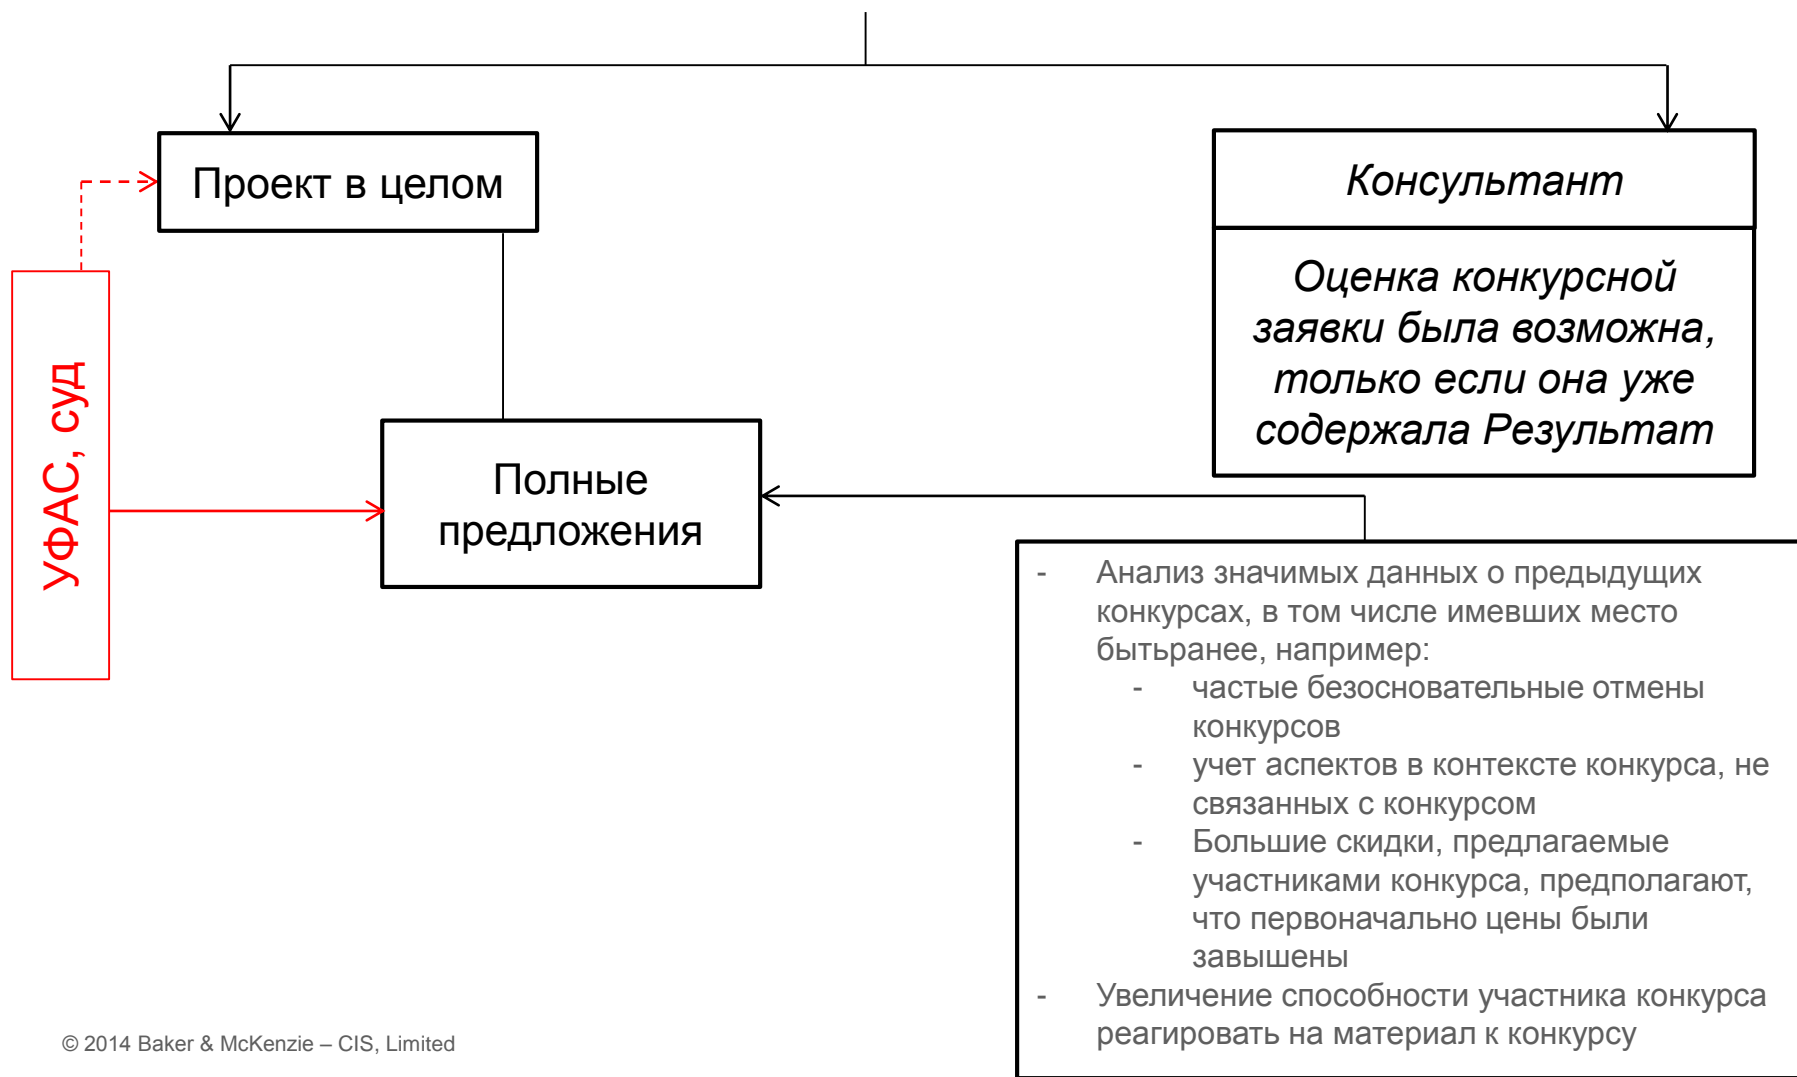 Проект в целом
Консультант
Оценка конкурсной
заявки была возможна,
только если она уже
содержала Результат
УФАС, суд
Полные
предложения
- Анализ значимых данных о предыдущих
конкурсах, в том числе имевших место
бытьранее, например:
- частые безосновательные отмены
конкурсов
- учет аспектов в контексте конкурса, не
связанных с конкурсом
- Большие скидки, предлагаемые
участниками конкурса, предполагают,
что первоначально цены были
завышены
- Увеличение способности участника конкурса
реагировать на материал к конкурсу
© 2014 Baker & McKenzie – CIS, Limited